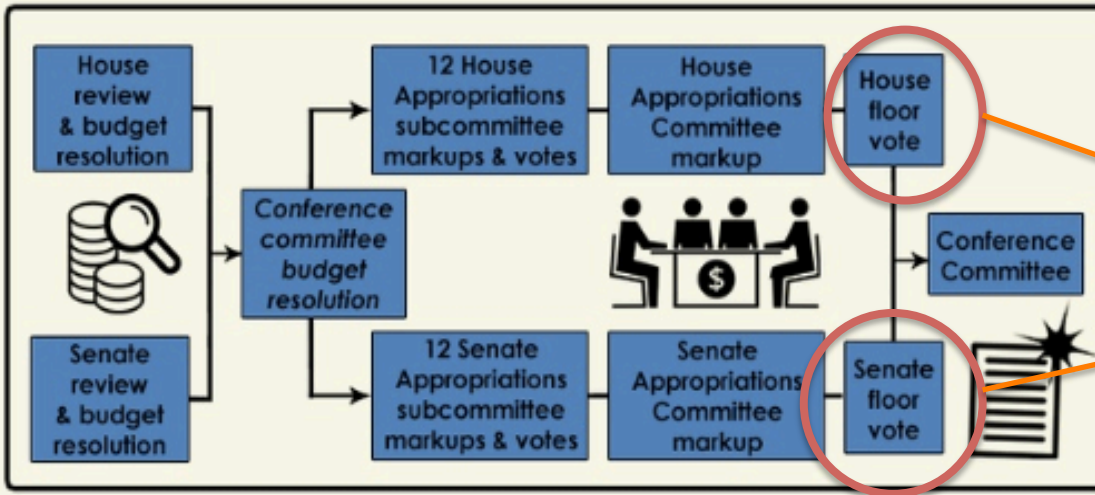 House
review
& budget
resolution
12 House
Appropriations
subcommittee
markups & votes
House
Appropriations
Committee
markup
House
floor
vote
Conference
committee
budget
resolution
$
Conference
Committee
Senate
review
& budget
resolution
12 Senate
Appropriations
subcommittee
markups & votes
Senate
Appropriations
Committee
markup
Senate
floor
vote